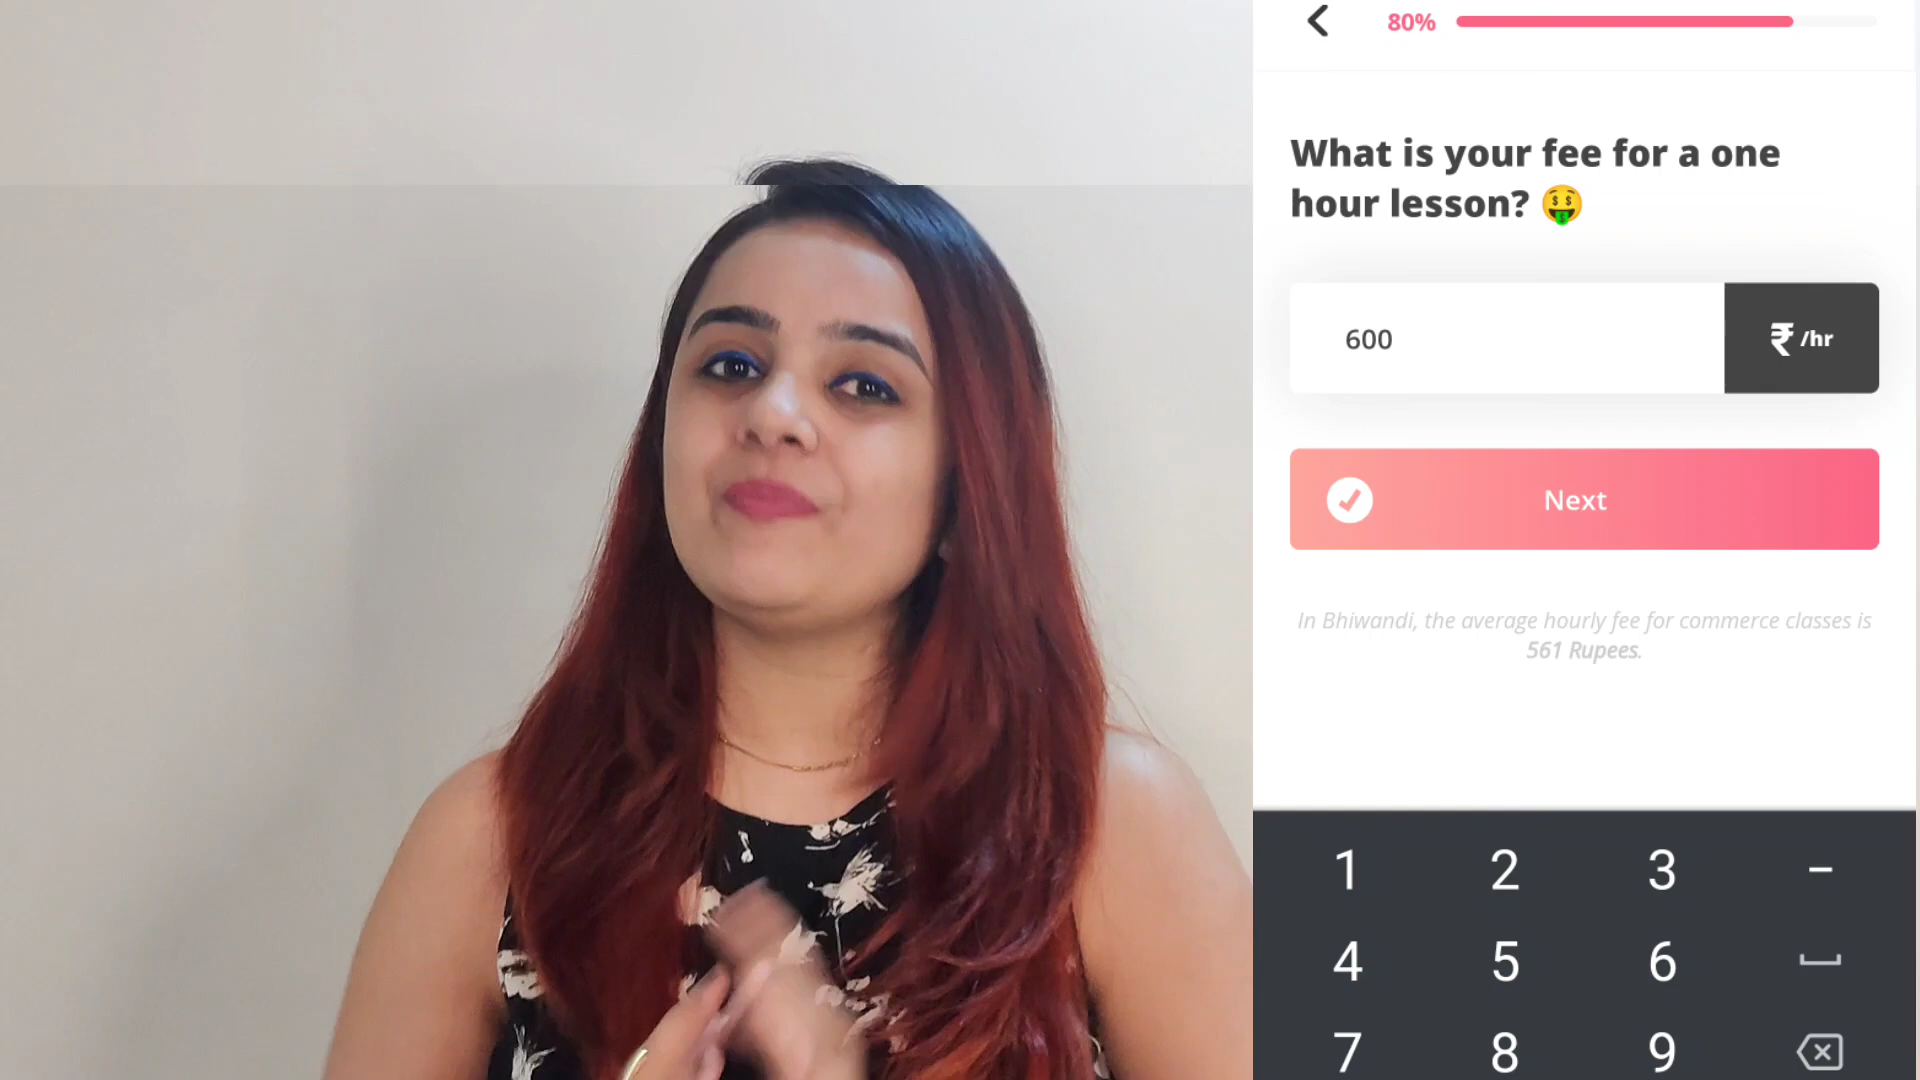 80%
What is your fee for a one
hour lesson? 🤑
600
₹ /hr
Next
In Bhiwandi, the average hourly fee for commerce classes is
561 Rupees.
1 2 3 -
4 5 6
7 8 9